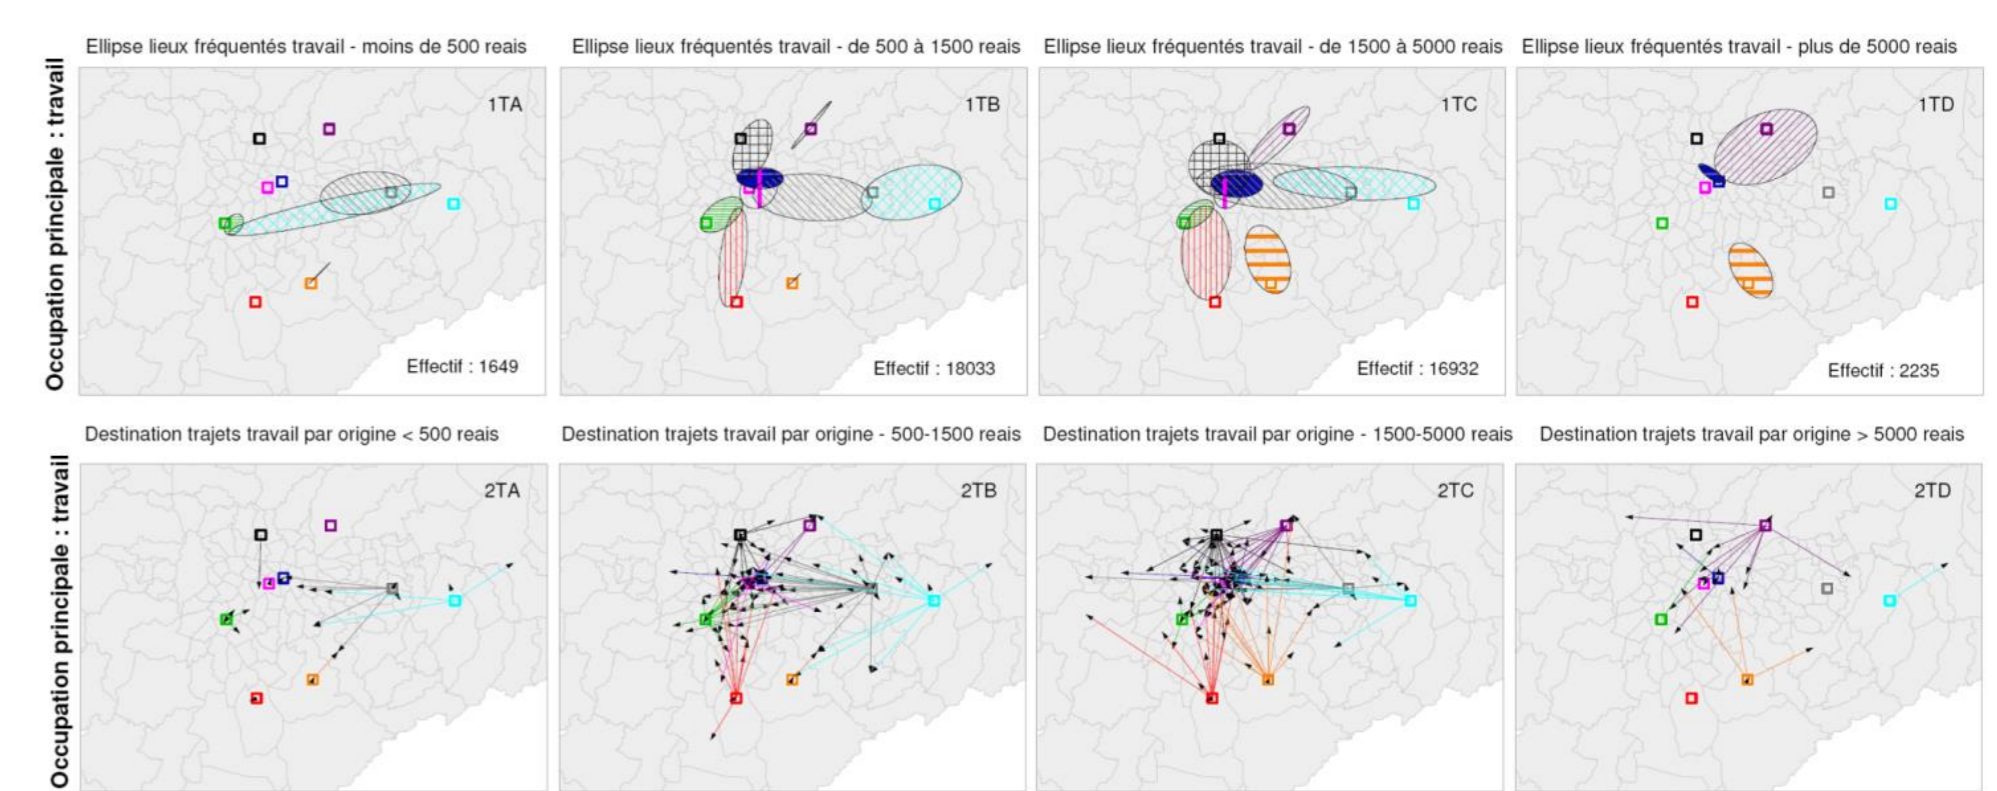 Ellipse lieux fréquentés travail - moins de 500 reais
Ellipse lieux fréquentés travail - de 500 à 1500 reais
Ellipse lieux fréquentés travail - de 1500 à 5000 reais
Ellipse lieux fréquentés travail - plus de 5000 reais
Occupation principale : travail
1TA
1TB
1TC
1TD
Effectif : 1649
Effectif : 18033
Effectif : 16932
Effectif : 2235
Destination trajets travail par origine < 500 reais
Destination trajets travail par origine - 500-1500 reais
Destination trajets travail par origine - 1500-5000 reais
Destination trajets travail par origine > 5000 reais
Occupation principale : travail
2TA
2TB
2TC
2TD